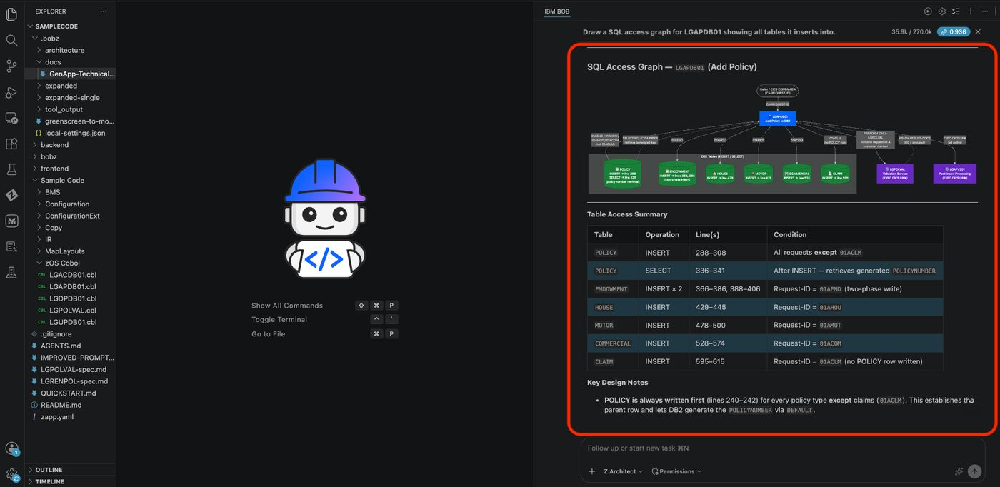 EXPLORER
SAMPLECODE
.bobz
architecture
docs
GenApp-Technical...
expanded
expanded-single
tool_output
greenscreen-to-mo...
{} local-settings.json
backend
bobz
frontend
Sample Code
BMS
Configuration
ConfigurationExt
Copy
IR
MapLayouts
zOS Cobol
CBL LGACDB01.cbl
CBL LGAPDB01.cbl
CBL LGDPDB01.cbl
CBL LGPOLVAL.cbl
CBL LGUPDB01.cbl
.gitignore
AGENTS.md
IMPROVED-PROMPT...
LGPOLVAL-spec.md
LGRENPOL-spec.md
QUICKSTART.md
README.md
! zapp.yaml
OUTLINE
TIMELINE
1
</>
Show All Commands ⇧ ⌘ P
Toggle Terminal ^ `
Go to File ⌘ P
IBM BOB
Draw a SQL access graph for LGAPDB01 showing all tables it inserts into.
35.9k / 270.0k 0.936
SQL Access Graph — LGAPDB01 (Add Policy)
Caller / CICS COMMAREA
(CA-REQUEST-ID)
CA-REQUEST-ID
LGAPDB01
Add Policy to DB2
01AEND / 01AHOU /
01AMOT / 01ACOM
(not 01ACLM)
SELECT POLICYNUMBER
retrieve generated key
01AEND
01AHOU
01AMOT
01ACOM
01ACLM
(no POLICY row)
PERFORM CALL-
LGPOLVAL
Validate request-id &
customer number
WS-PV-RESULT-CODE
(00 = proceed)
EXEC CICS LINK
(all paths)
DB2 Tables (INSERT / SELECT)
POLICY
INSERT → line 288
SELECT → line 336
(policy number retrieval)
ENDOWMENT
INSERT → lines 366, 388
(two-phase insert)
HOUSE
INSERT → line 429
MOTOR
INSERT → line 478
COMMERCIAL
INSERT → line 528
CLAIM
INSERT → line 595
LGPOLVAL
Validation Service
(EXEC CICS LINK)
LGAPVS01
Post-insert Processing
(EXEC CICS LINK)
Table Access Summary
Table Operation Line(s) Condition
POLICY INSERT 288–308 All requests except 01ACLM
POLICY SELECT 336–341 After INSERT — retrieves generated POLICYNUMBER
ENDOWMENT INSERT × 2 366–386, 388–406 Request-ID = 01AEND (two-phase write)
HOUSE INSERT 429–445 Request-ID = 01AHOU
MOTOR INSERT 478–500 Request-ID = 01AMOT
COMMERCIAL INSERT 528–574 Request-ID = 01ACOM
CLAIM INSERT 595–615 Request-ID = 01ACLM (no POLICY row written)
Key Design Notes
• POLICY is always written first (lines 240–242) for every policy type except claims (01ACLM). This establishes the
parent row and lets DB2 generate the POLICYNUMBER via DEFAULT.
Follow up or start new task ⌘N
Z Architect
Permissions